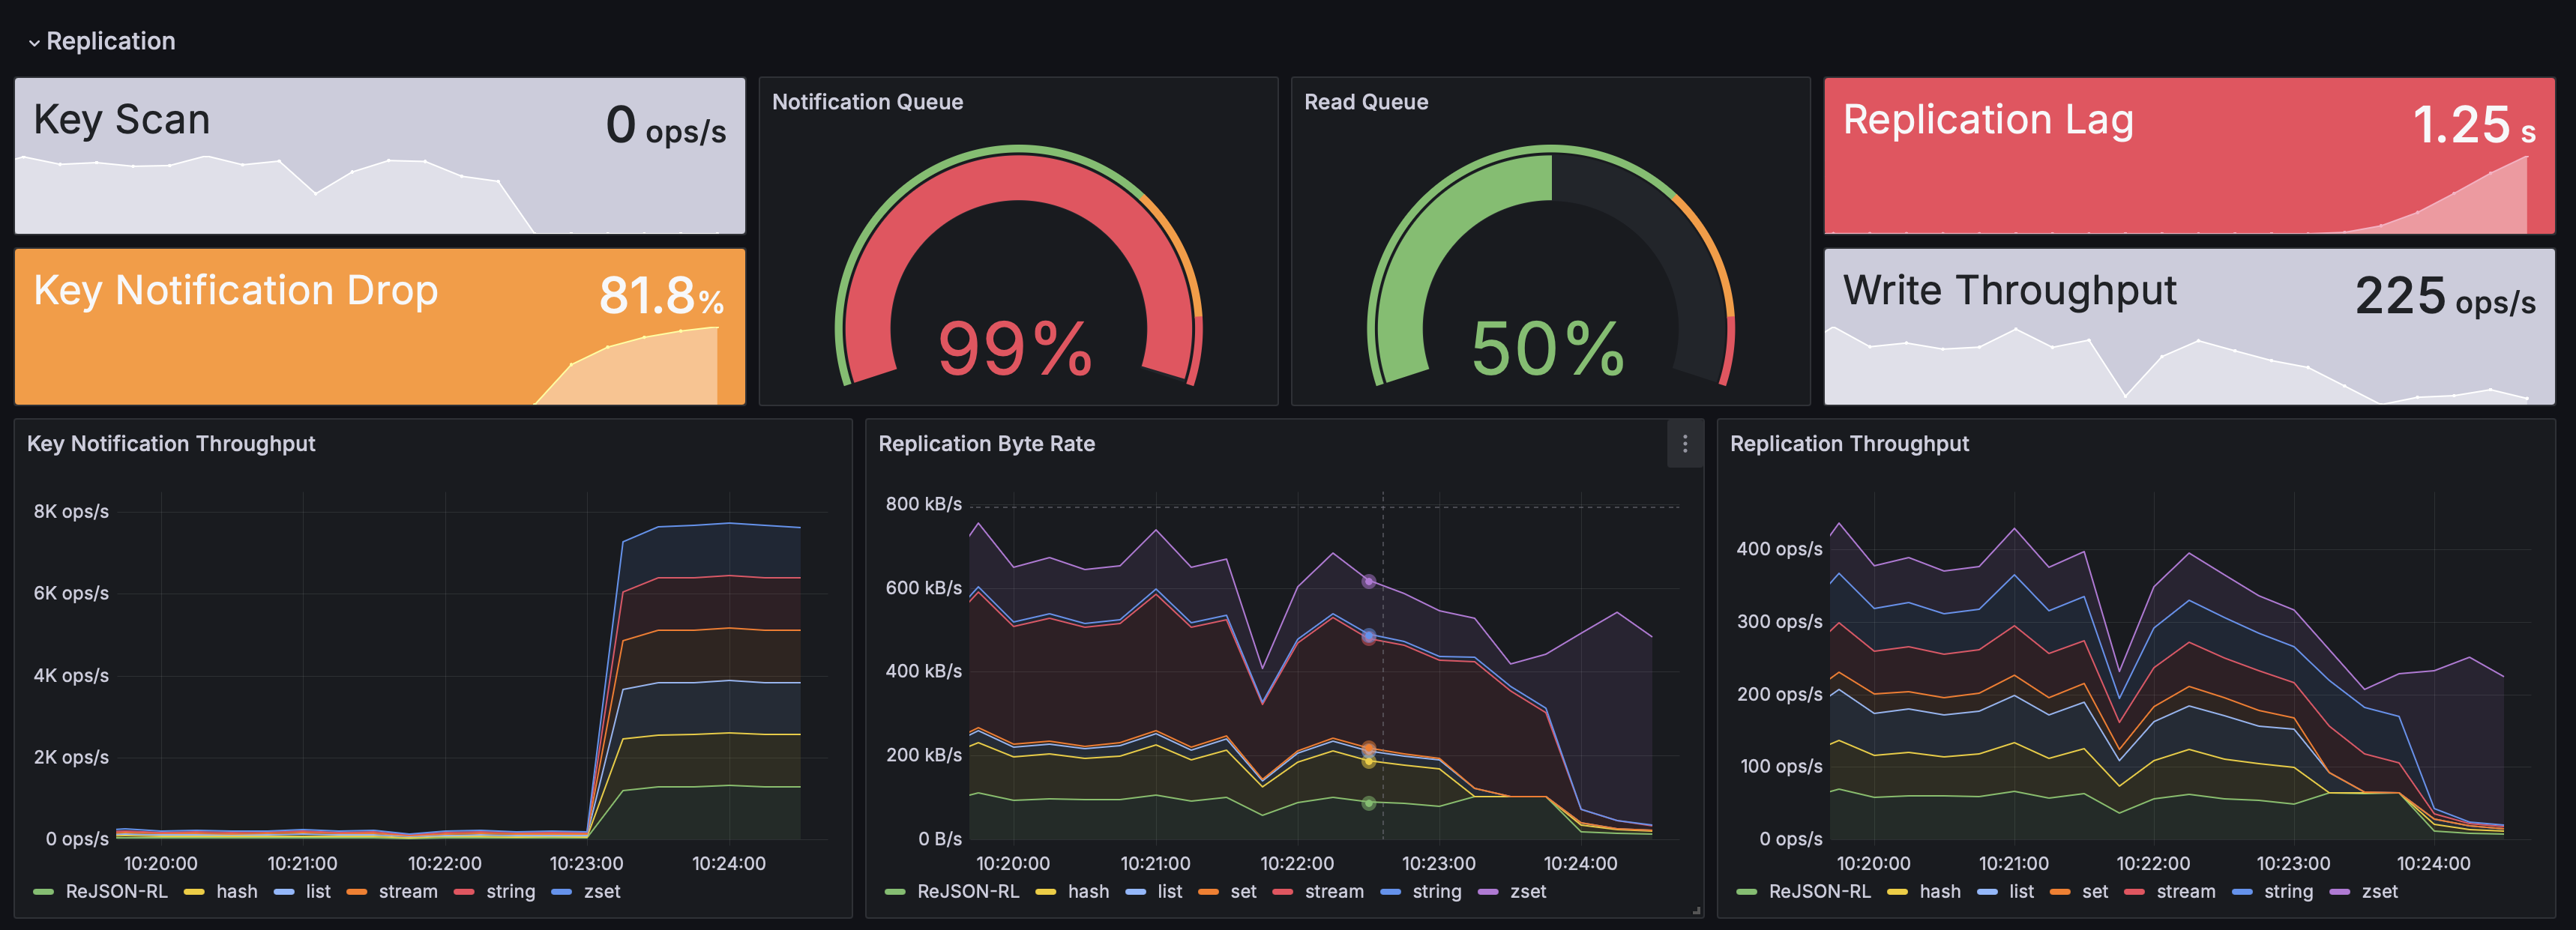 Replication
Key Scan
0 ops/s
Notification Queue
99%
Read Queue
50%
Replication Lag
1.25 s
Key Notification Drop
81.8%
Write Throughput
225 ops/s
Key Notification Throughput
8K ops/s
6K ops/s
4K ops/s
2K ops/s
0 ops/s
10:20:00 10:21:00 10:22:00 10:23:00 10:24:00
ReJSON-RL hash list stream string zset
Replication Byte Rate
800 kB/s
600 kB/s
400 kB/s
200 kB/s
0 B/s
10:20:00 10:21:00 10:22:00 10:23:00 10:24:00
ReJSON-RL hash list set stream string zset
Replication Throughput
400 ops/s
300 ops/s
200 ops/s
100 ops/s
0 ops/s
10:20:00 10:21:00 10:22:00 10:23:00 10:24:00
ReJSON-RL hash list set stream string zset